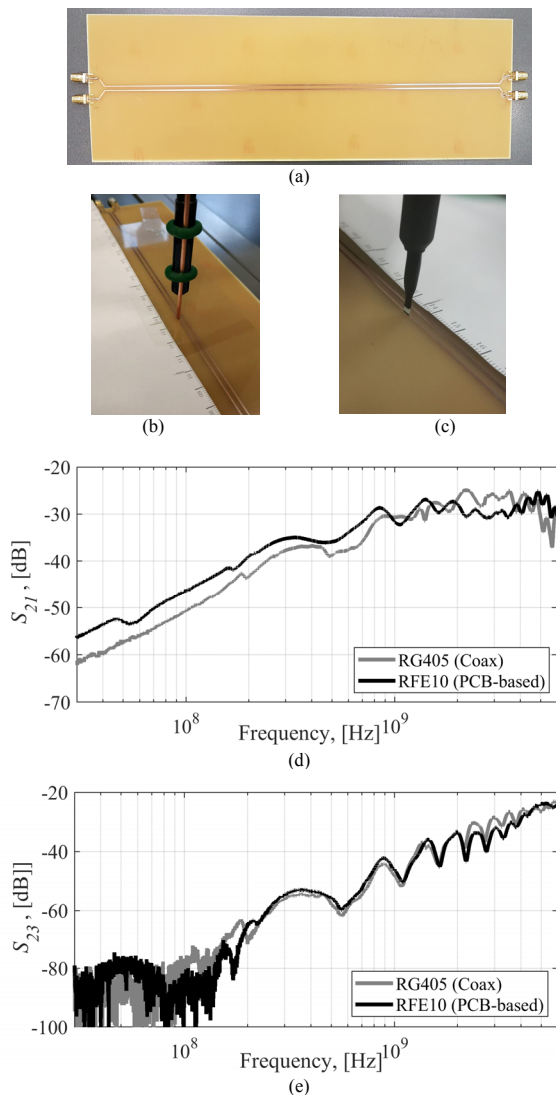 (a)
(b)
(c)
-20
-30
-40
-50
-60
-70
S21 , [dB]
RG405 (Coax)
RFE10 (PCB-based)
10^8
10^9
Frequency, [Hz]
(d)
-20
-40
-60
-80
-100
S23 , [dB]]
RG405 (Coax)
RFE10 (PCB-based)
10^8
10^9
Frequency, [Hz]
(e)